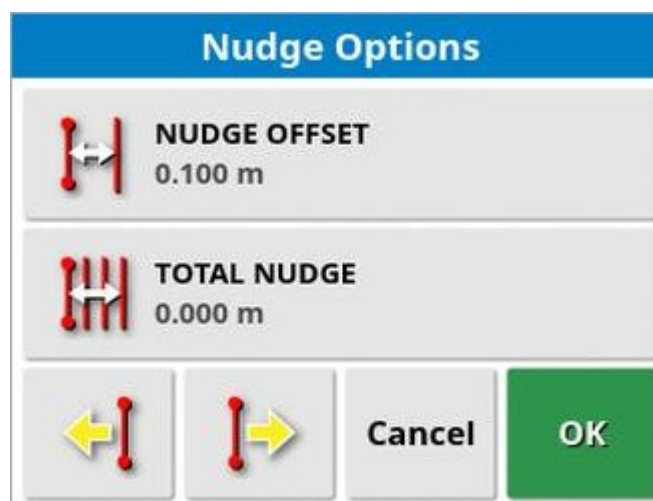 Nudge Options
NUDGE OFFSET
0.100 m
TOTAL NUDGE
0.000 m
Cancel
OK